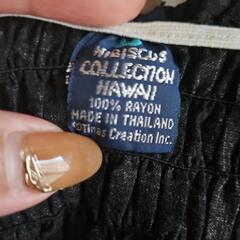 HIBISCUS
COLLECTION
HAWAII
100% RAYON
MADE IN THAILAND
Creation Inc.